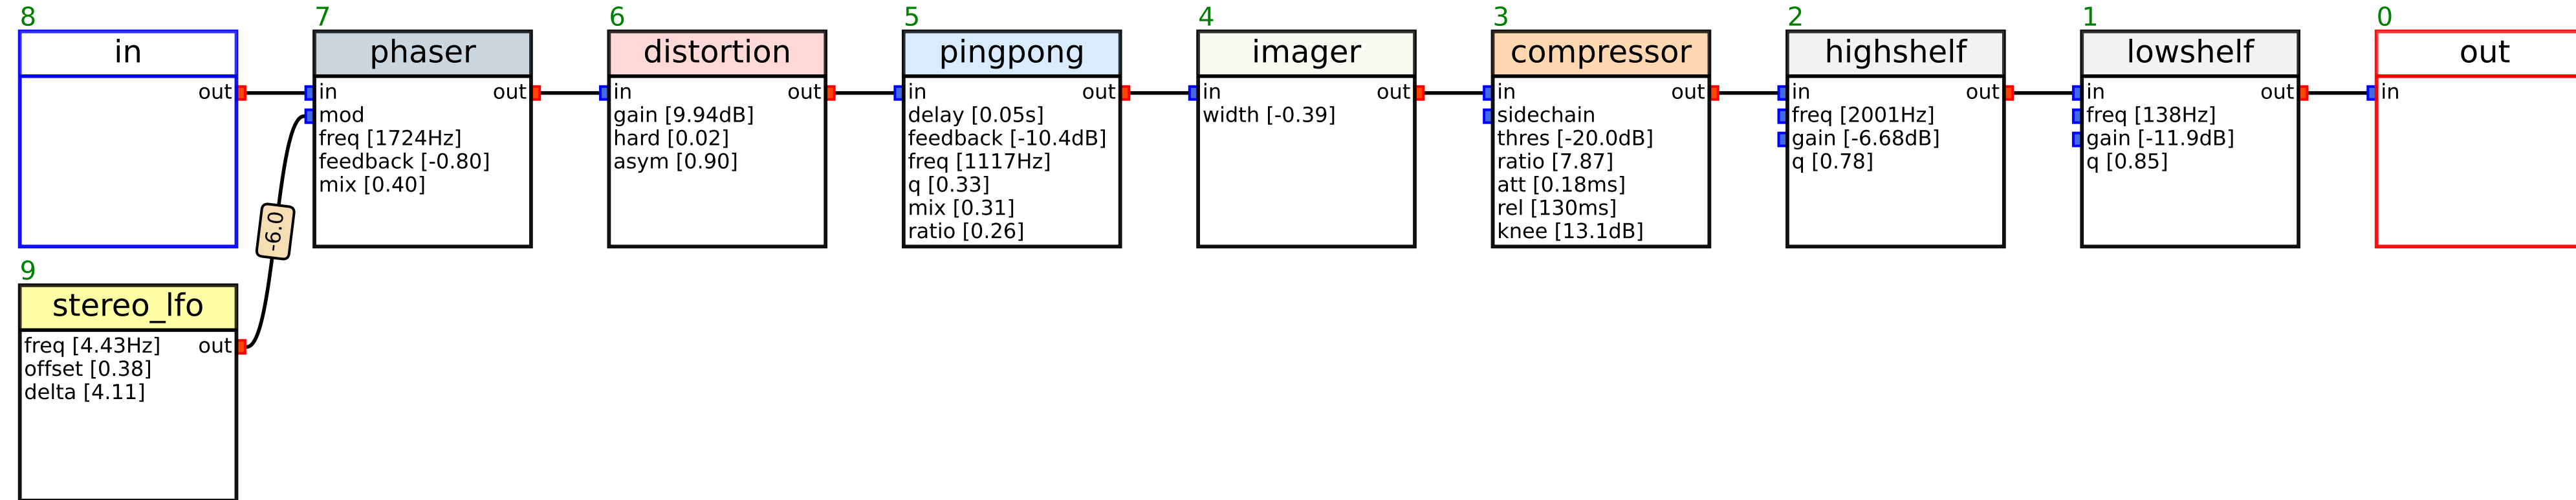 8
in
out
7
phaser
in out
mod
freq [1724Hz]
feedback [-0.80]
mix [0.40]
6
distortion
in out
gain [9.94dB]
hard [0.02]
asym [0.90]
5
pingpong
in out
delay [0.05s]
feedback [-10.4dB]
freq [1117Hz]
q [0.33]
mix [0.31]
ratio [0.26]
4
imager
in out
width [-0.39]
3
compressor
in out
sidechain
thres [-20.0dB]
ratio [7.87]
att [0.18ms]
rel [130ms]
knee [13.1dB]
2
highshelf
in out
freq [2001Hz]
gain [-6.68dB]
q [0.78]
1
lowshelf
in out
freq [138Hz]
gain [-11.9dB]
q [0.85]
0
out
in
-6.0
9
stereo_lfo
freq [4.43Hz] out
offset [0.38]
delta [4.11]